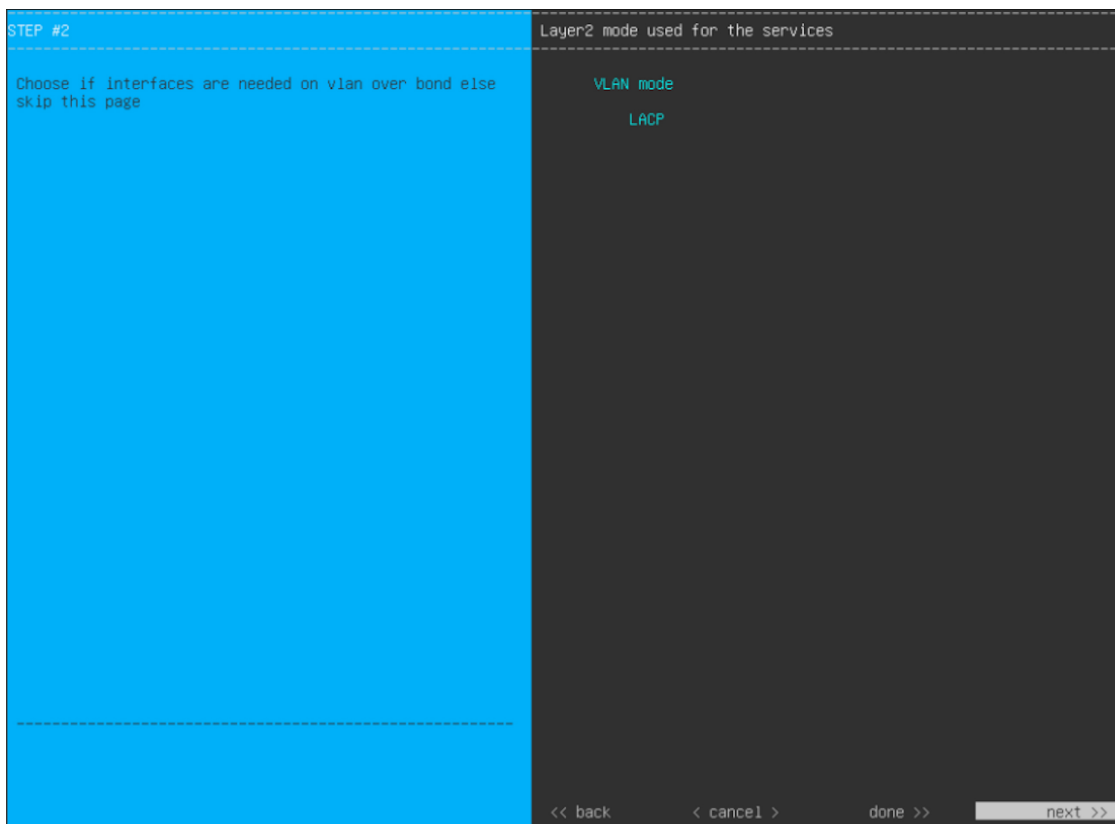 STEP #2
Choose if interfaces are needed on vlan over bond else
skip this page
Layer2 mode used for the services
VLAN mode
LACP
<< back < cancel > done >> next >>